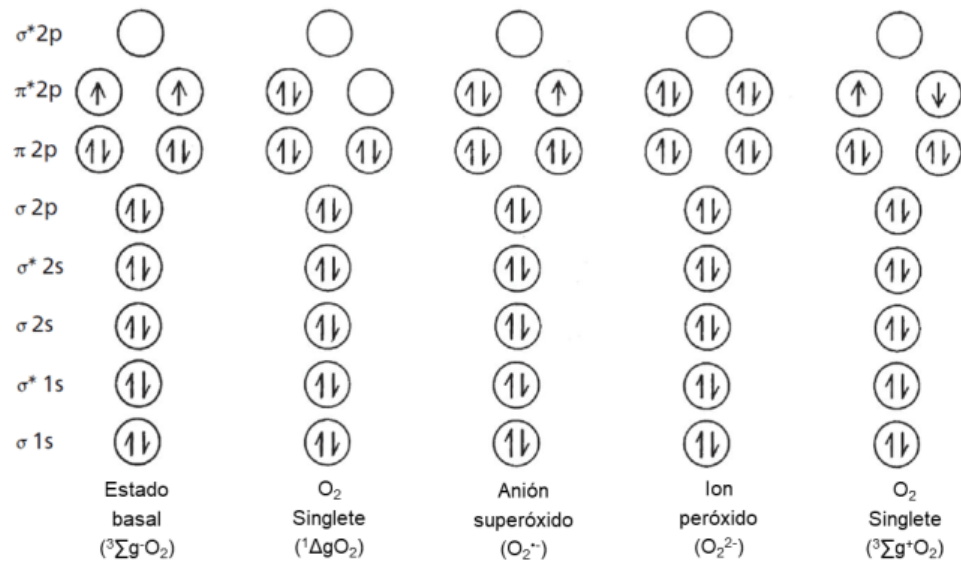 σ*2p
π*2p
π 2p
σ 2p
σ* 2s
σ 2s
σ* 1s
σ 1s
Estado
basal
(³∑g⁻O₂)
O₂
Singlete
(¹ΔgO₂)
Anión
superóxido
(O₂•⁻)
Ion
peróxido
(O₂²⁻)
O₂
Singlete
(³∑g⁺O₂)